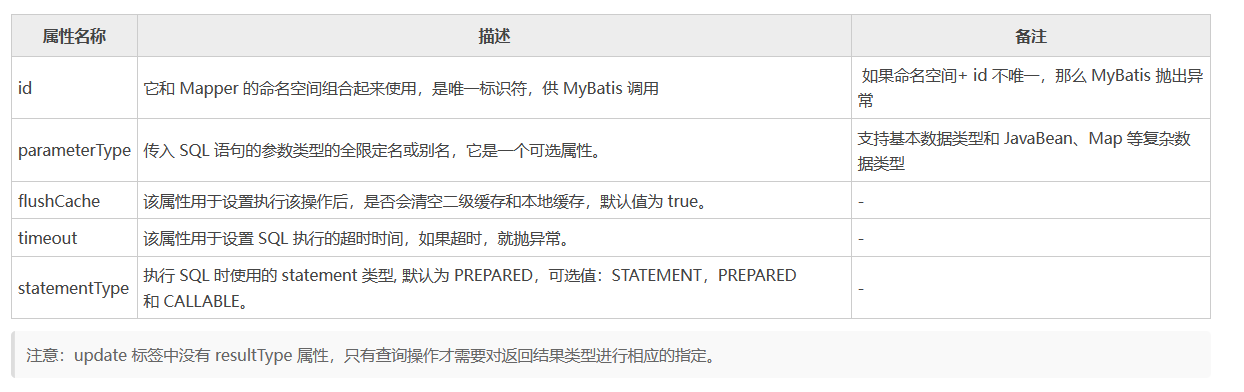 属性名称 描述 备注
id 它和 Mapper 的命名空间组合起来使用，是唯一标识符，供 MyBatis 调用 如果命名空间+ id 不唯一，那么 MyBatis 抛出异
常
parameterType 传入 SQL 语句的参数类型的全限定名或别名，它是一个可选属性。 支持基本数据类型和 JavaBean、Map 等复杂数
据类型
flushCache 该属性用于设置执行该操作后，是否会清空二级缓存和本地缓存，默认值为 true。 -
timeout 该属性用于设置 SQL 执行的超时时间，如果超时，就抛异常。 -
statementType 执行 SQL 时使用的 statement 类型, 默认为 PREPARED，可选值：STATEMENT，PREPARED
和 CALLABLE。 -
注意：update 标签中没有 resultType 属性，只有查询操作才需要对返回结果类型进行相应的指定。